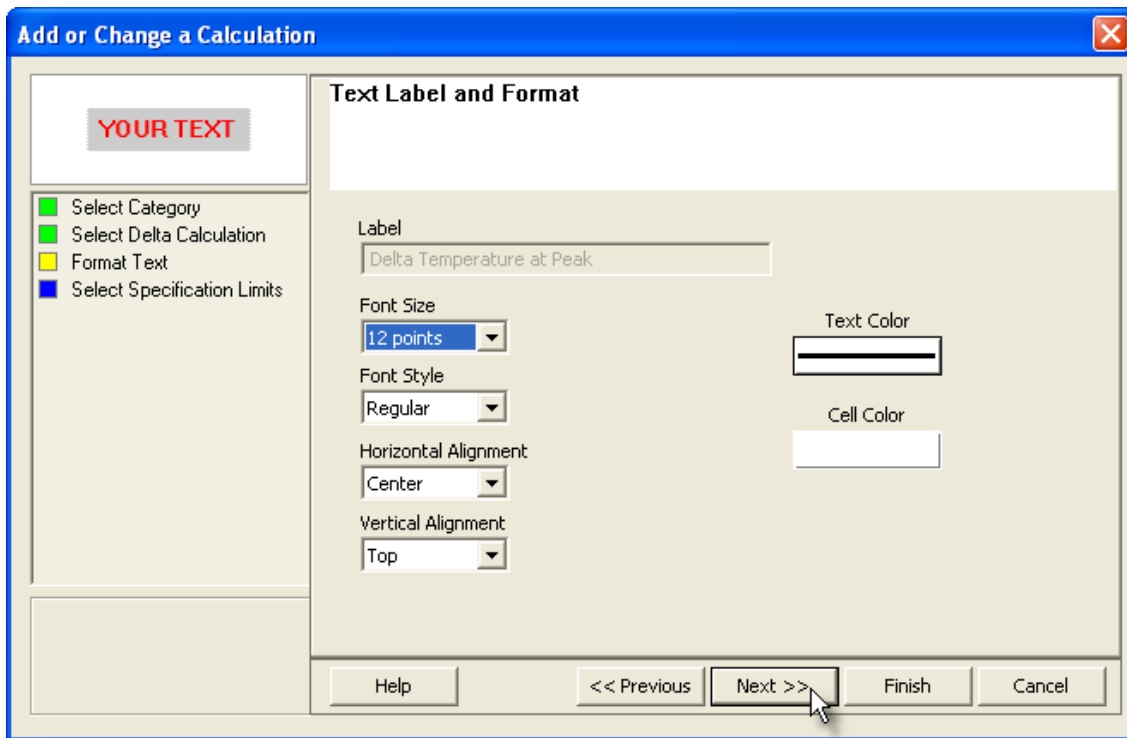 Add or Change a Calculation
YOUR TEXT
Select Category
Select Delta Calculation
Format Text
Select Specification Limits
Text Label and Format
Label
Delta Temperature at Peak
Font Size
12 points
Font Style
Regular
Horizontal Alignment
Center
Vertical Alignment
Top
Text Color
Cell Color
Help
<< Previous
Next >>
Finish
Cancel